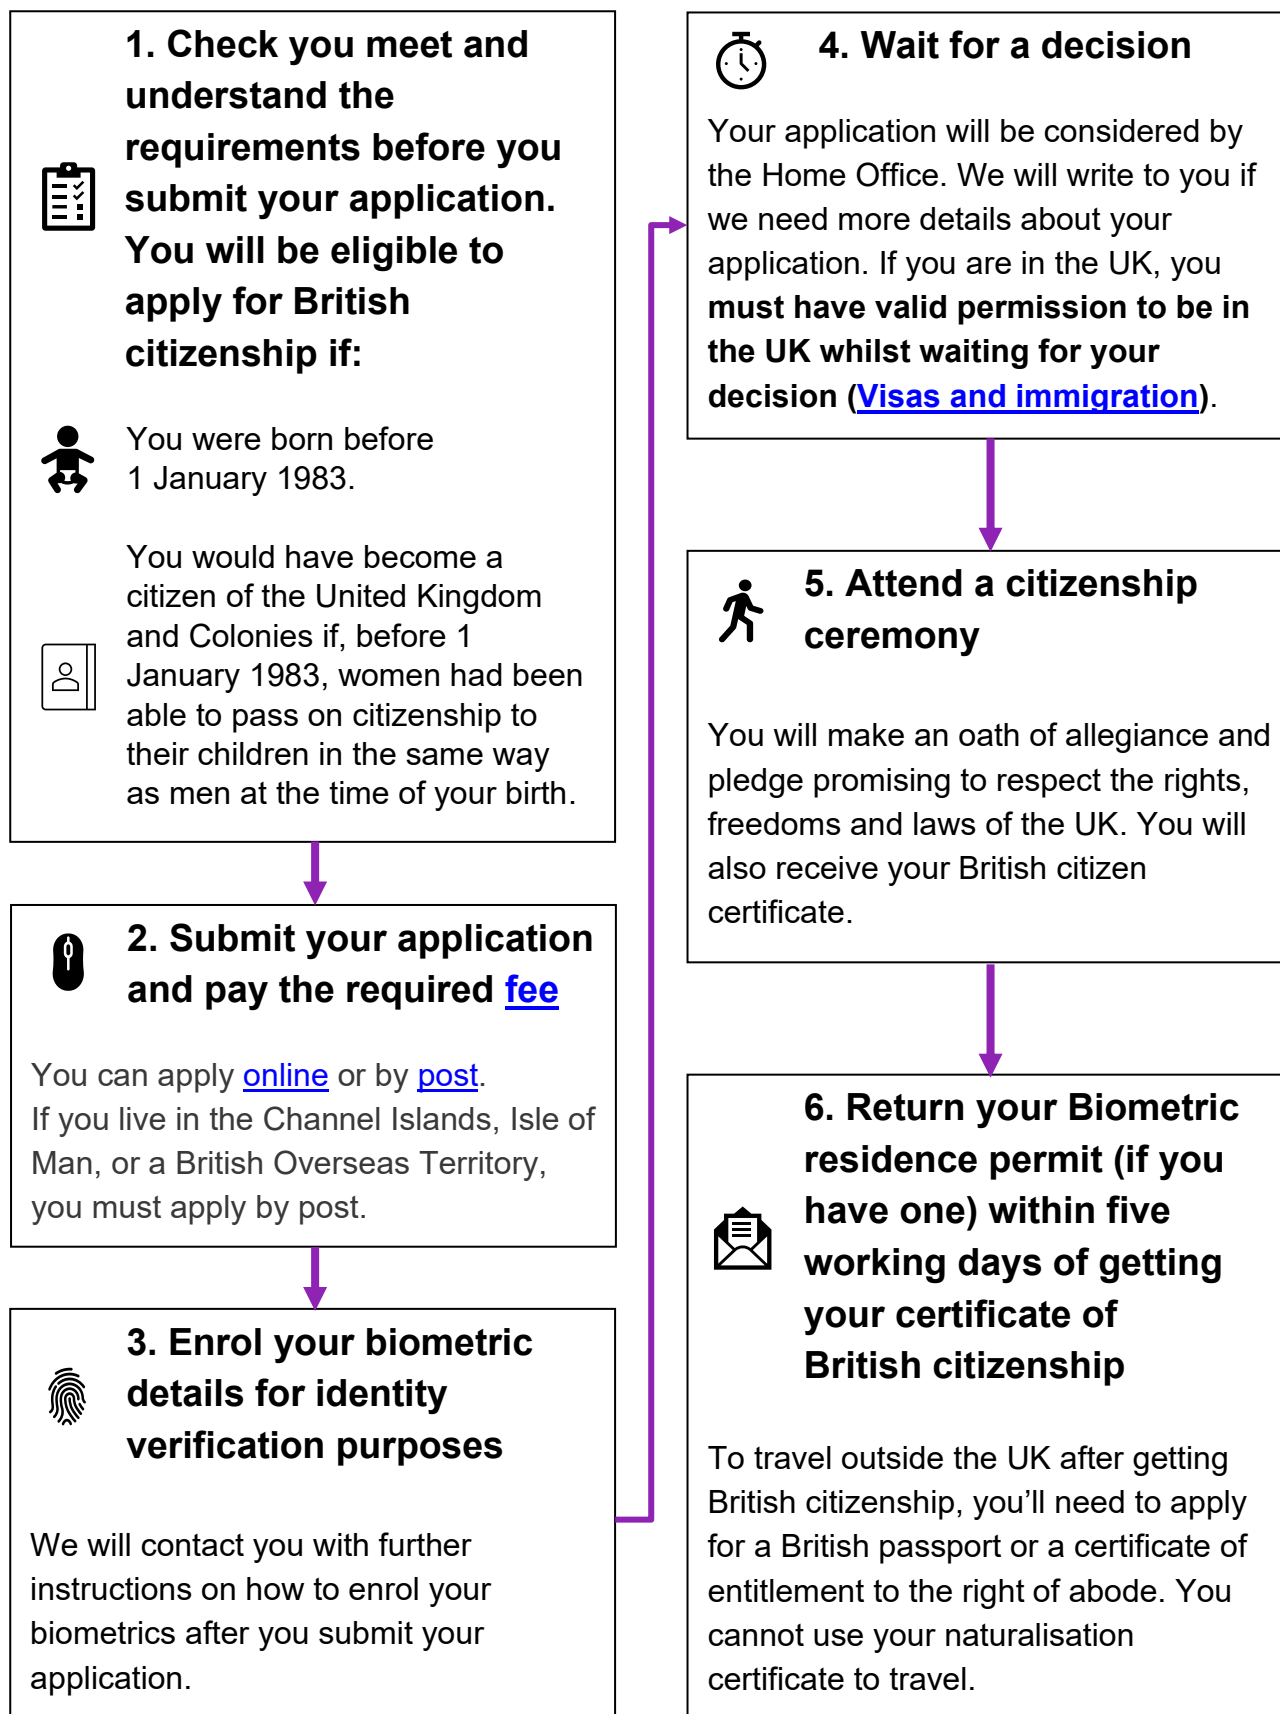 1. Check you meet and
understand the
requirements before you
submit your application.
You will be eligible to
apply for British
citizenship if:
You were born before
1 January 1983.
You would have become a
citizen of the United Kingdom
and Colonies if, before 1
January 1983, women had been
able to pass on citizenship to
their children in the same way
as men at the time of your birth.
2. Submit your application
and pay the required fee
You can apply online or by post.
If you live in the Channel Islands, Isle of
Man, or a British Overseas Territory,
you must apply by post.
3. Enrol your biometric
details for identity
verification purposes
We will contact you with further
instructions on how to enrol your
biometrics after you submit your
application.
4. Wait for a decision
Your application will be considered by
the Home Office. We will write to you if
we need more details about your
application. If you are in the UK, you
must have valid permission to be in
the UK whilst waiting for your
decision (Visas and immigration).
5. Attend a citizenship
ceremony
You will make an oath of allegiance and
pledge promising to respect the rights,
freedoms and laws of the UK. You will
also receive your British citizen
certificate.
6. Return your Biometric
residence permit (if you
have one) within five
working days of getting
your certificate of
British citizenship
To travel outside the UK after getting
British citizenship, you’ll need to apply
for a British passport or a certificate of
entitlement to the right of abode. You
cannot use your naturalisation
certificate to travel.